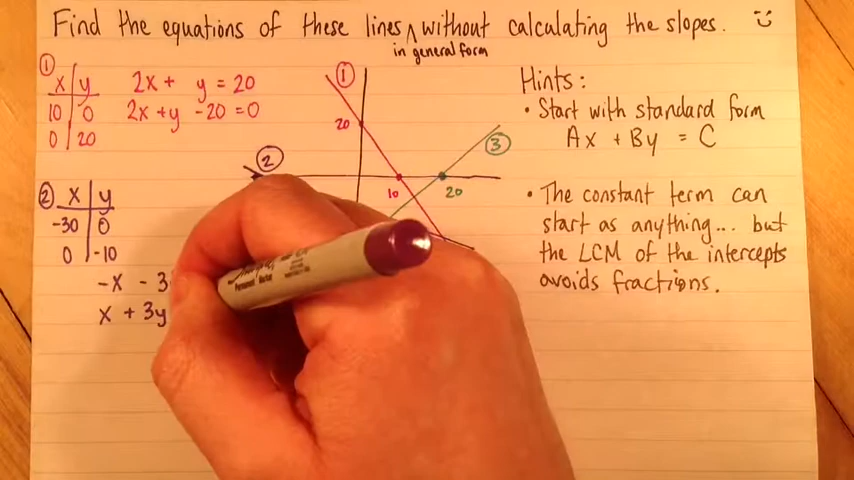 Find the equations of these lines ^ without calculating the slopes. :)
in general form
① x y
10 0
0 20
2x + y = 20
2x + y - 20 = 0
② x y
-30 0
0 -10
-x - 3
x + 3y
①
20
②
10
20
③
Hints:
• Start with standard form
Ax + By = C
• The constant term can
start as anything... but
the LCM of the intercepts
avoids fractions.